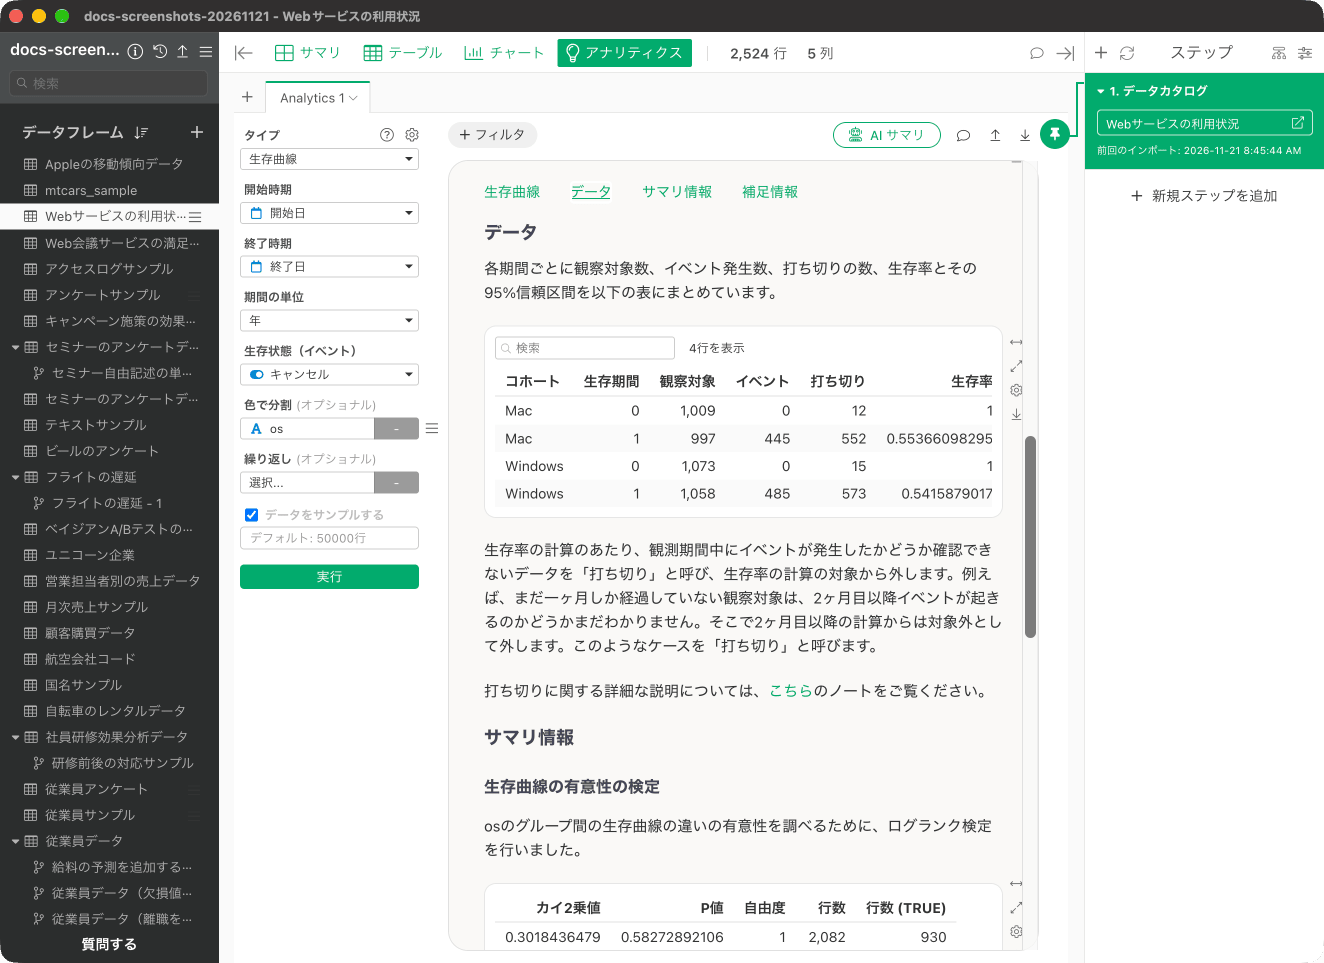 docs-screenshots-20261121 - Webサービスの利用状況
docs-screen...
検索
データフレーム
Appleの移動傾向データ
mtcars_sample
Webサービスの利用状...
Web会議サービスの満足...
アクセスログサンプル
アンケートサンプル
キャンペーン施策の効果...
セミナーのアンケートデ...
セミナー自由記述の単...
セミナーのアンケートデ...
テキストサンプル
ビールのアンケート
フライトの遅延
フライトの遅延 - 1
ベイジアンA/Bテストの...
ユニコーン企業
営業担当者別の売上データ
月次売上サンプル
顧客購買データ
航空会社コード
国名サンプル
自転車のレンタルデータ
社員研修効果分析データ
研修前後の対応サンプル
従業員アンケート
従業員サンプル
従業員データ
給料の予測を追加する...
従業員データ（欠損値...
従業員データ（離職を...
質問する
サマリ テーブル チャート アナリティクス 2,524 行 5 列
Analytics 1
タイプ
生存曲線
開始時期
開始日
終了時期
終了日
期間の単位
年
生存状態（イベント）
キャンセル
色で分割 (オプショナル)
os -
繰り返し (オプショナル)
選択... -
データをサンプルする
デフォルト: 50000行
実行
+ フィルタ
AI サマリ
生存曲線 データ サマリ情報 補足情報
データ
各期間ごとに観察対象数、イベント発生数、打ち切りの数、生存率とその
95%信頼区間を以下の表にまとめています。
検索 4行を表示
コホート 生存期間 観察対象 イベント 打ち切り 生存率
Mac 0 1,009 0 12 1
Mac 1 997 445 552 0.55366098295
Windows 0 1,073 0 15 1
Windows 1 1,058 485 573 0.5415879017
生存率の計算のあたり、観測期間中にイベントが発生したかどうか確認でき
ないデータを「打ち切り」と呼び、生存率の計算の対象から外します。例え
ば、まだ一ヶ月しか経過していない観察対象は、2ヶ月目以降イベントが起き
るのかどうかまだわかりません。そこで2ヶ月目以降の計算からは対象外とし
て外します。このようなケースを「打ち切り」と呼びます。
打ち切りに関する詳細な説明については、こちらのノートをご覧ください。
サマリ情報
生存曲線の有意性の検定
osのグループ間の生存曲線の違いの有意性を調べるために、ログランク検定
を行いました。
カイ2乗値 P値 自由度 行数 行数 (TRUE)
0.3018436479 0.58272892106 1 2,082 930
ステップ
1. データカタログ
Webサービスの利用状況
前回のインポート: 2026-11-21 8:45:44 AM
+ 新規ステップを追加